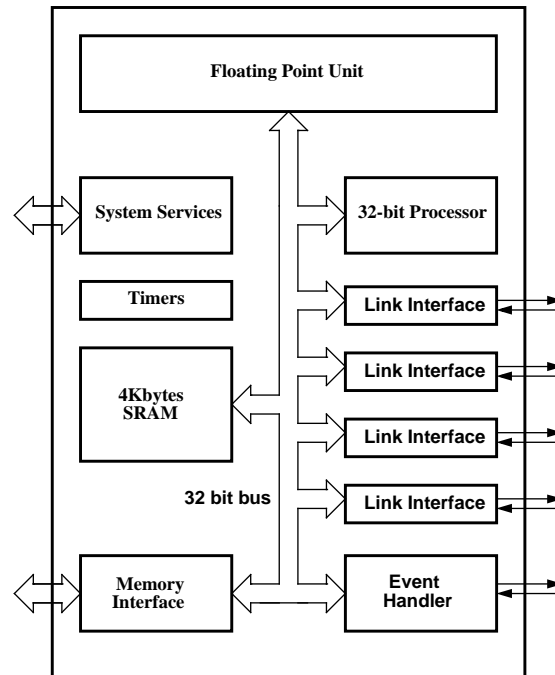 Floating Point Unit
System Services
32-bit Processor
Timers
Link Interface
4Kbytes
SRAM
Link Interface
Link Interface
32 bit bus
Link Interface
Memory
Interface
Event
Handler